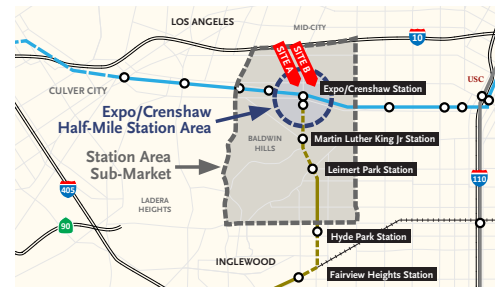 LOS ANGELES
MID-CITY
10
SITE A
SITE B
CULVER CITY
Expo/Crenshaw Station
USC
Expo/Crenshaw
Half-Mile Station Area
BALDWIN
HILLS
Martin Luther King Jr Station
Station Area
Sub-Market
Leimert Park Station
405
110
LADERA
HEIGHTS
90
Hyde Park Station
INGLEWOOD
Fairview Heights Station